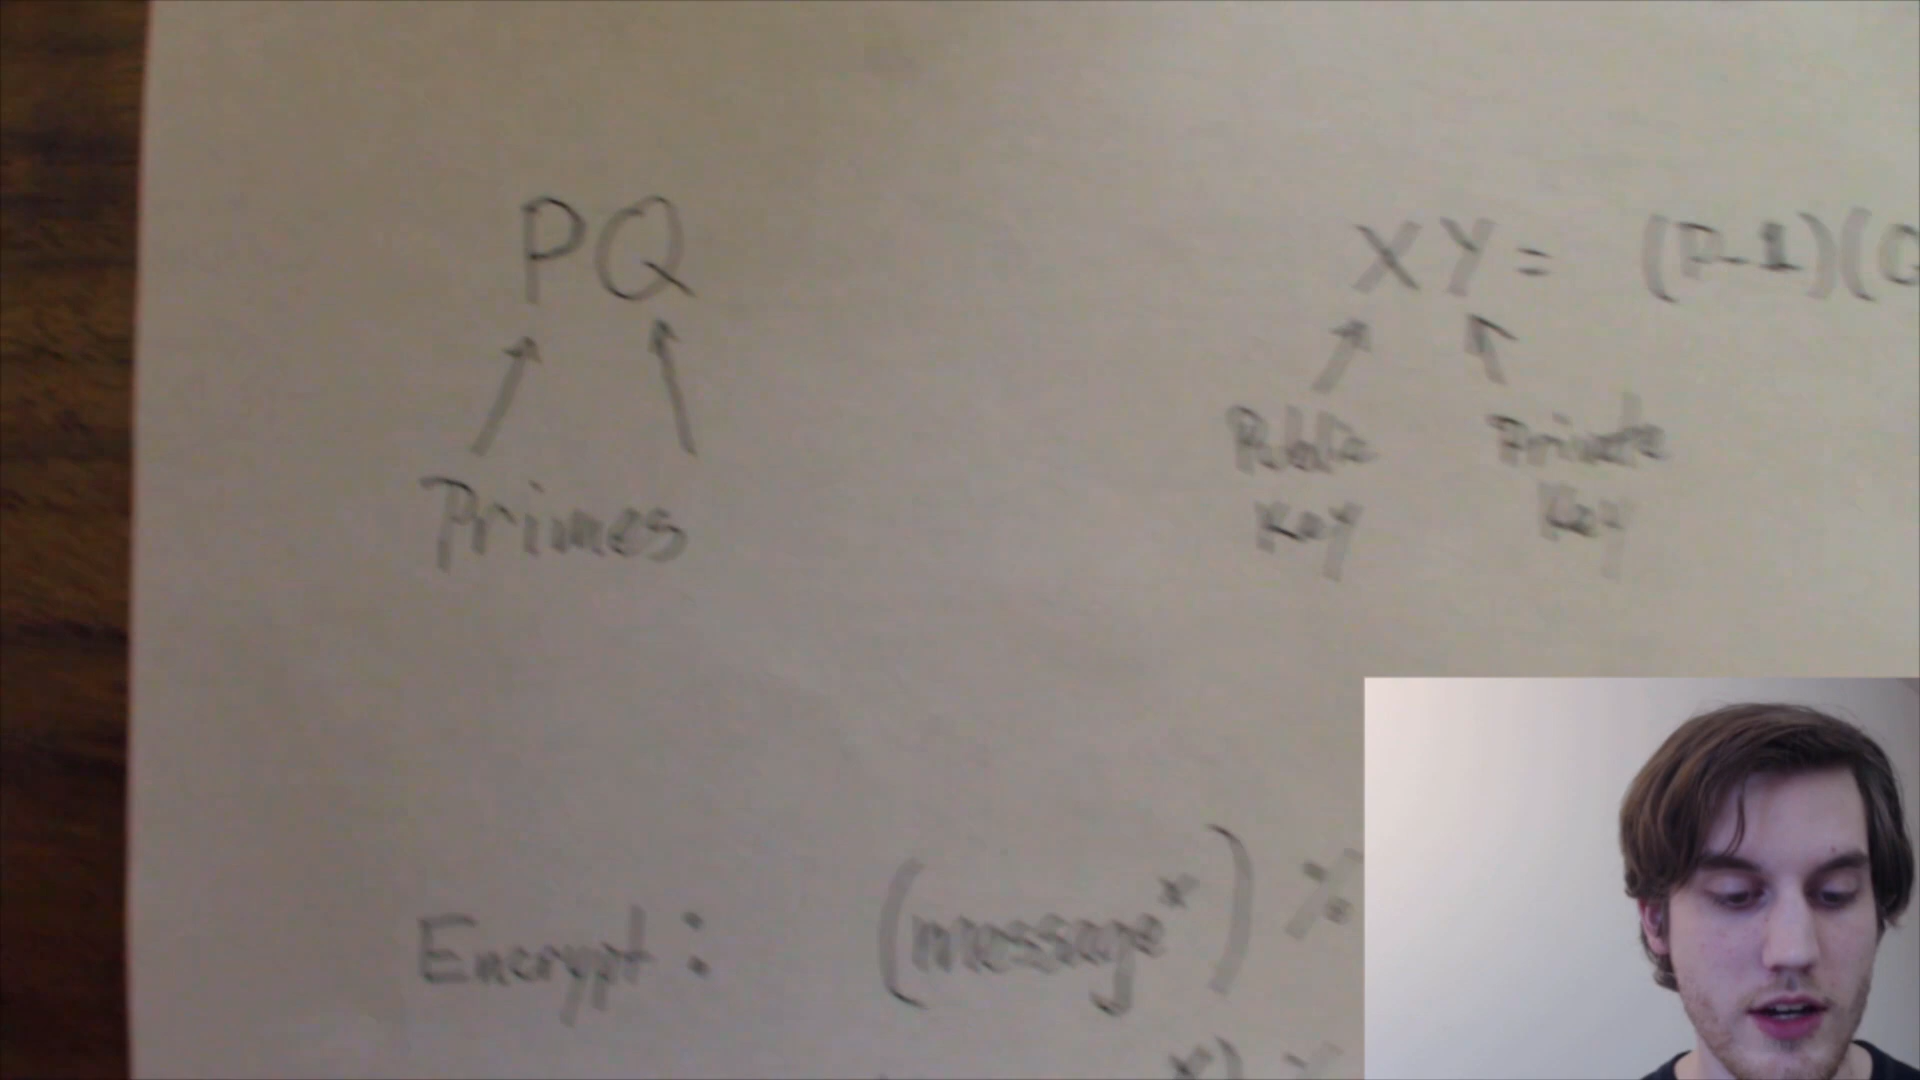 PQ
XY = (P-1)(Q
Primes
Public Key
Private Key
Encrypt: (message^x) %